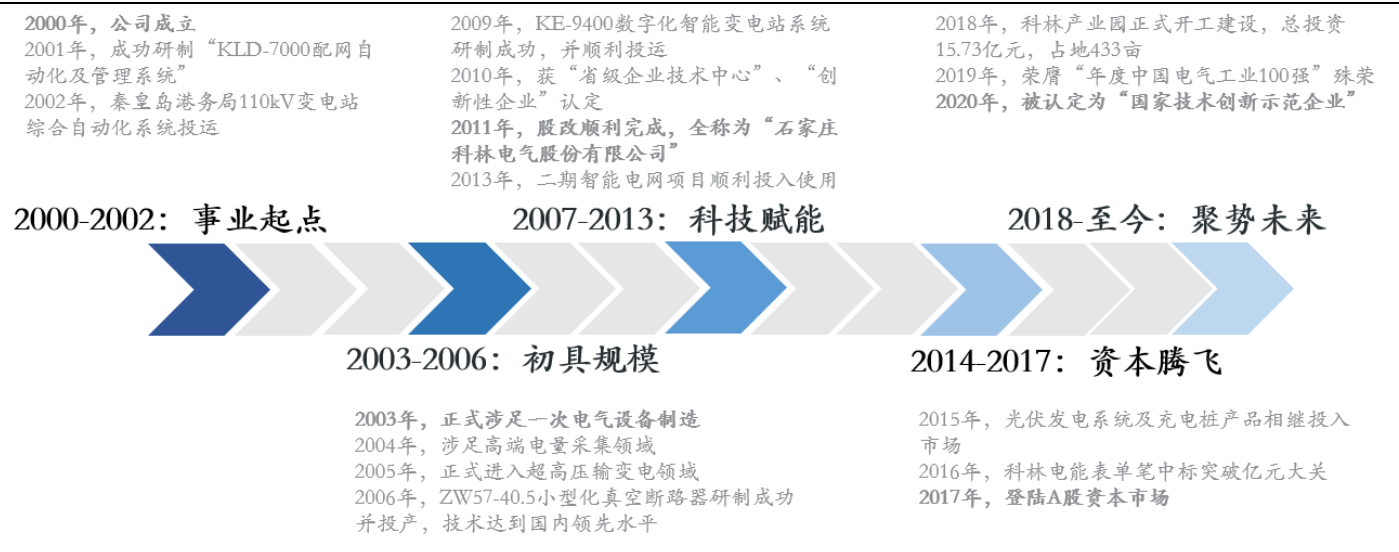 2000年，公司成立
2001年，成功研制“KLD-7000配网自
动化及管理系统”
2002年，秦皇岛港务局110kV变电站
综合自动化系统投运
2009年，KE-9400数字化智能变电站系统
研制成功，并顺利投运
2010年，获“省级企业技术中心”、“创
新性企业”认定
2011年，股改顺利完成，全称为“石家庄
科林电气股份有限公司”
2013年，二期智能电网项目顺利投入使用
2018年，科林产业园正式开工建设，总投资
15.73亿元，占地433亩
2019年，荣膺“年度中国电气工业100强”殊荣
2020年，被认定为“国家技术创新示范企业”
2000-2002：事业起点
2007-2013：科技赋能
2018-至今：聚势未来
2003-2006：初具规模
2014-2017：资本腾飞
2003年，正式涉足一次电气设备制造
2004年，涉足高端电量采集领域
2005年，正式进入超高压输变电领域
2006年，ZW57-40.5小型化真空断路器研制成功
并投产，技术达到国内领先水平
2015年，光伏发电系统及充电桩产品相继投入
市场
2016年，科林电能表单笔中标突破亿元大关
2017年，登陆A股资本市场